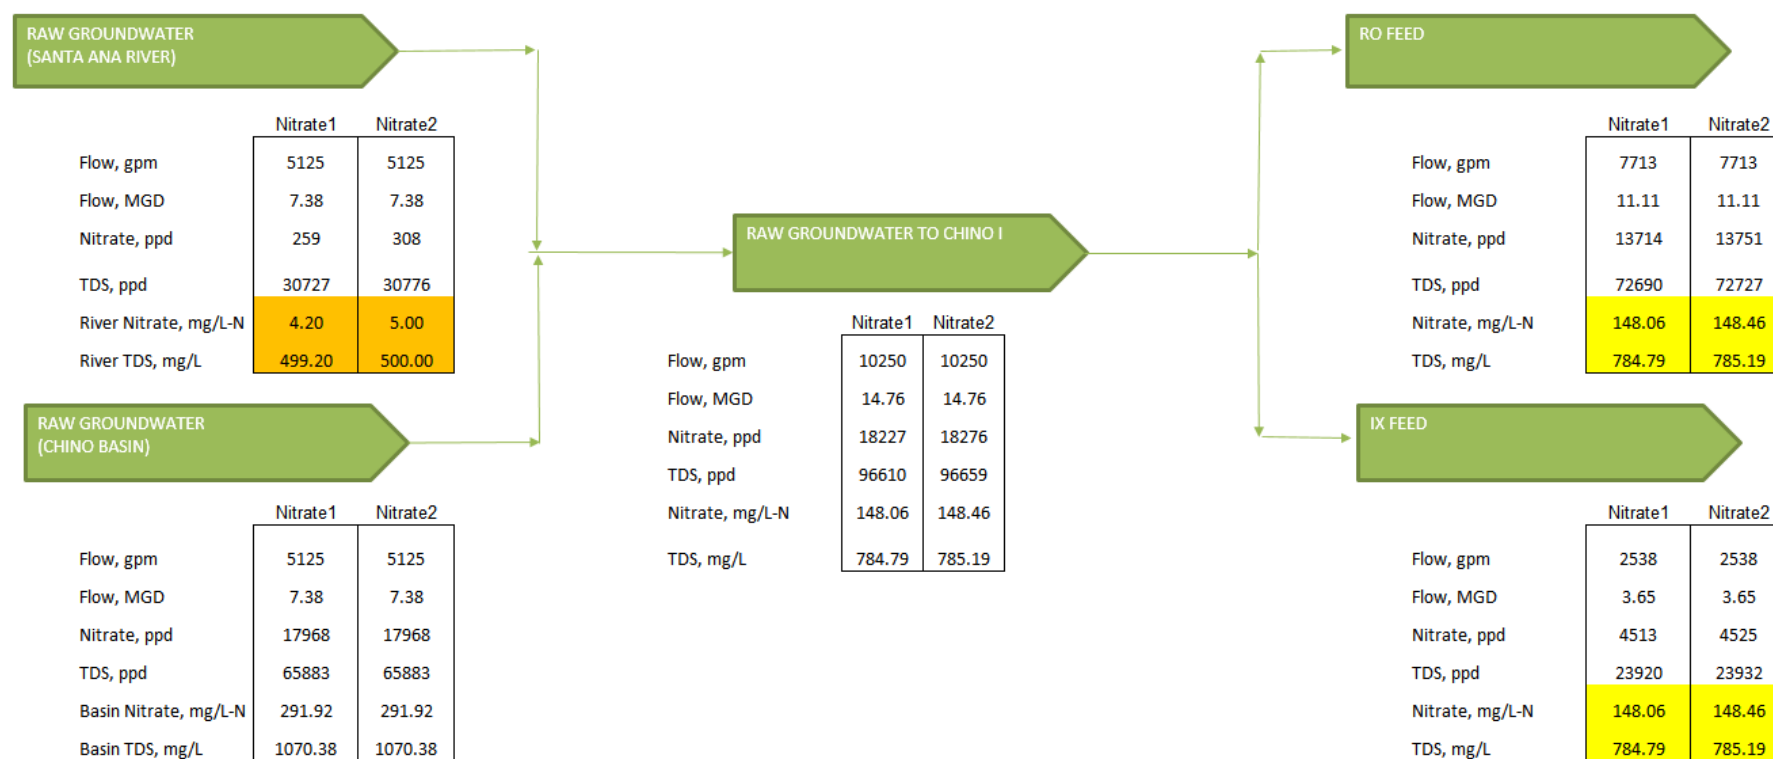 RAW GROUNDWATER
(SANTA ANA RIVER)
Nitrate1 Nitrate2
Flow, gpm 5125 5125
Flow, MGD 7.38 7.38
Nitrate, ppd 259 308
TDS, ppd 30727 30776
River Nitrate, mg/L-N 4.20 5.00
River TDS, mg/L 499.20 500.00
RAW GROUNDWATER
(CHINO BASIN)
Nitrate1 Nitrate2
Flow, gpm 5125 5125
Flow, MGD 7.38 7.38
Nitrate, ppd 17968 17968
TDS, ppd 65883 65883
Basin Nitrate, mg/L-N 291.92 291.92
Basin TDS, mg/L 1070.38 1070.38
RAW GROUNDWATER TO CHINO I
Nitrate1 Nitrate2
Flow, gpm 10250 10250
Flow, MGD 14.76 14.76
Nitrate, ppd 18227 18276
TDS, ppd 96610 96659
Nitrate, mg/L-N 148.06 148.46
TDS, mg/L 784.79 785.19
RO FEED
Nitrate1 Nitrate2
Flow, gpm 7713 7713
Flow, MGD 11.11 11.11
Nitrate, ppd 13714 13751
TDS, ppd 72690 72727
Nitrate, mg/L-N 148.06 148.46
TDS, mg/L 784.79 785.19
IX FEED
Nitrate1 Nitrate2
Flow, gpm 2538 2538
Flow, MGD 3.65 3.65
Nitrate, ppd 4513 4525
TDS, ppd 23920 23932
Nitrate, mg/L-N 148.06 148.46
TDS, mg/L 784.79 785.19